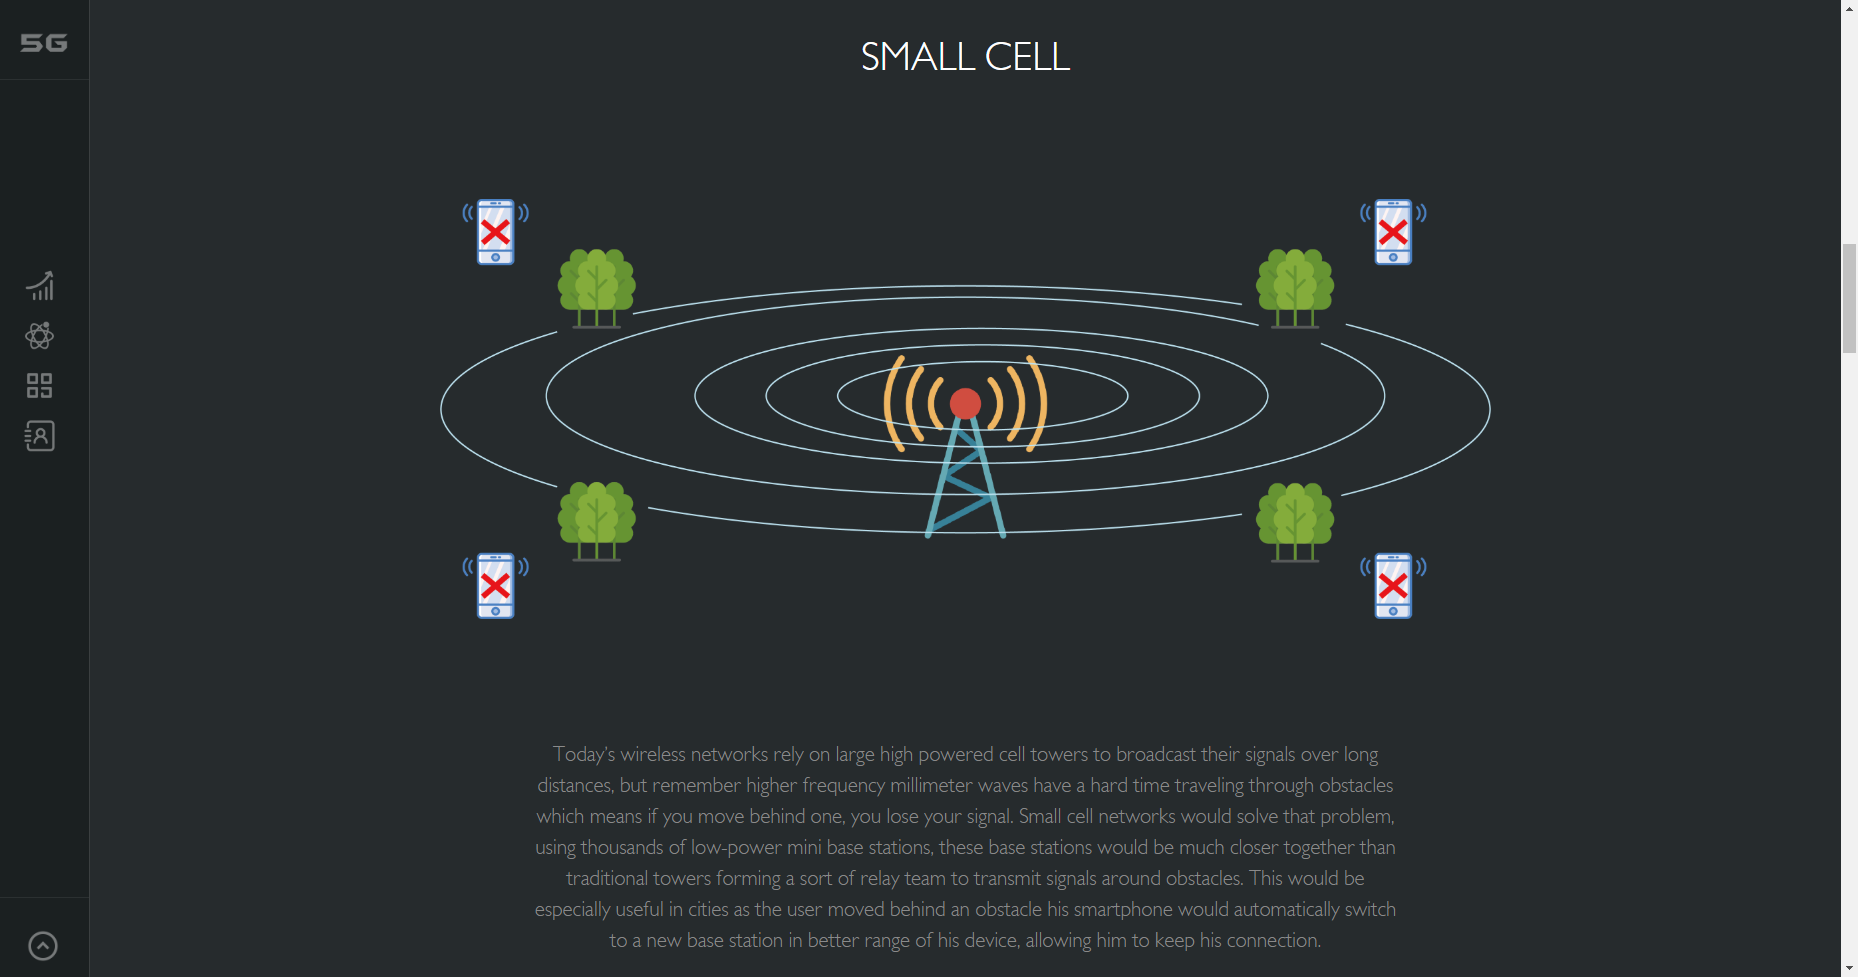 5G
SMALL CELL
Today's wireless networks rely on large high powered cell towers to broadcast their signals over long
distances, but remember higher frequency millimeter waves have a hard time traveling through obstacles
which means if you move behind one, you lose your signal. Small cell networks would solve that problem,
using thousands of low-power mini base stations, these base stations would be much closer together than
traditional towers forming a sort of relay team to transmit signals around obstacles. This would be
especially useful in cities as the user moved behind an obstacle his smartphone would automatically switch
to a new base station in better range of his device, allowing him to keep his connection.